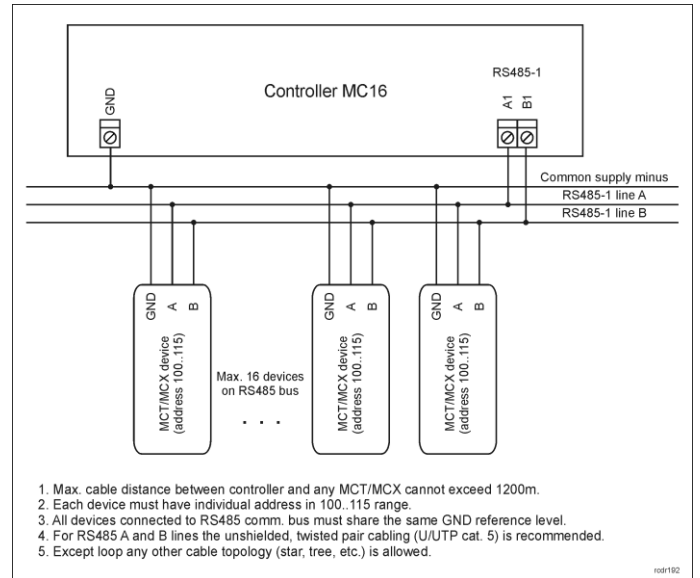 Controller MC16
RS485-1
GND
A1
B1
Common supply minus
RS485-1 line A
RS485-1 line B
GND
A
B
MCT/MCX device
(address 100..115)
Max. 16 devices
on RS485 bus
. . .
GND
A
B
MCT/MCX device
(address 100..115)
GND
A
B
MCT/MCX device
(address 100..115)
1. Max. cable distance between controller and any MCT/MCX cannot exceed 1200m.
2. Each device must have individual address in 100..115 range.
3. All devices connected to RS485 comm. bus must share the same GND reference level.
4. For RS485 A and B lines the unshielded, twisted pair cabling (U/UTP cat. 5) is recommended.
5. Except loop any other cable topology (star, tree, etc.) is allowed.
rodr192